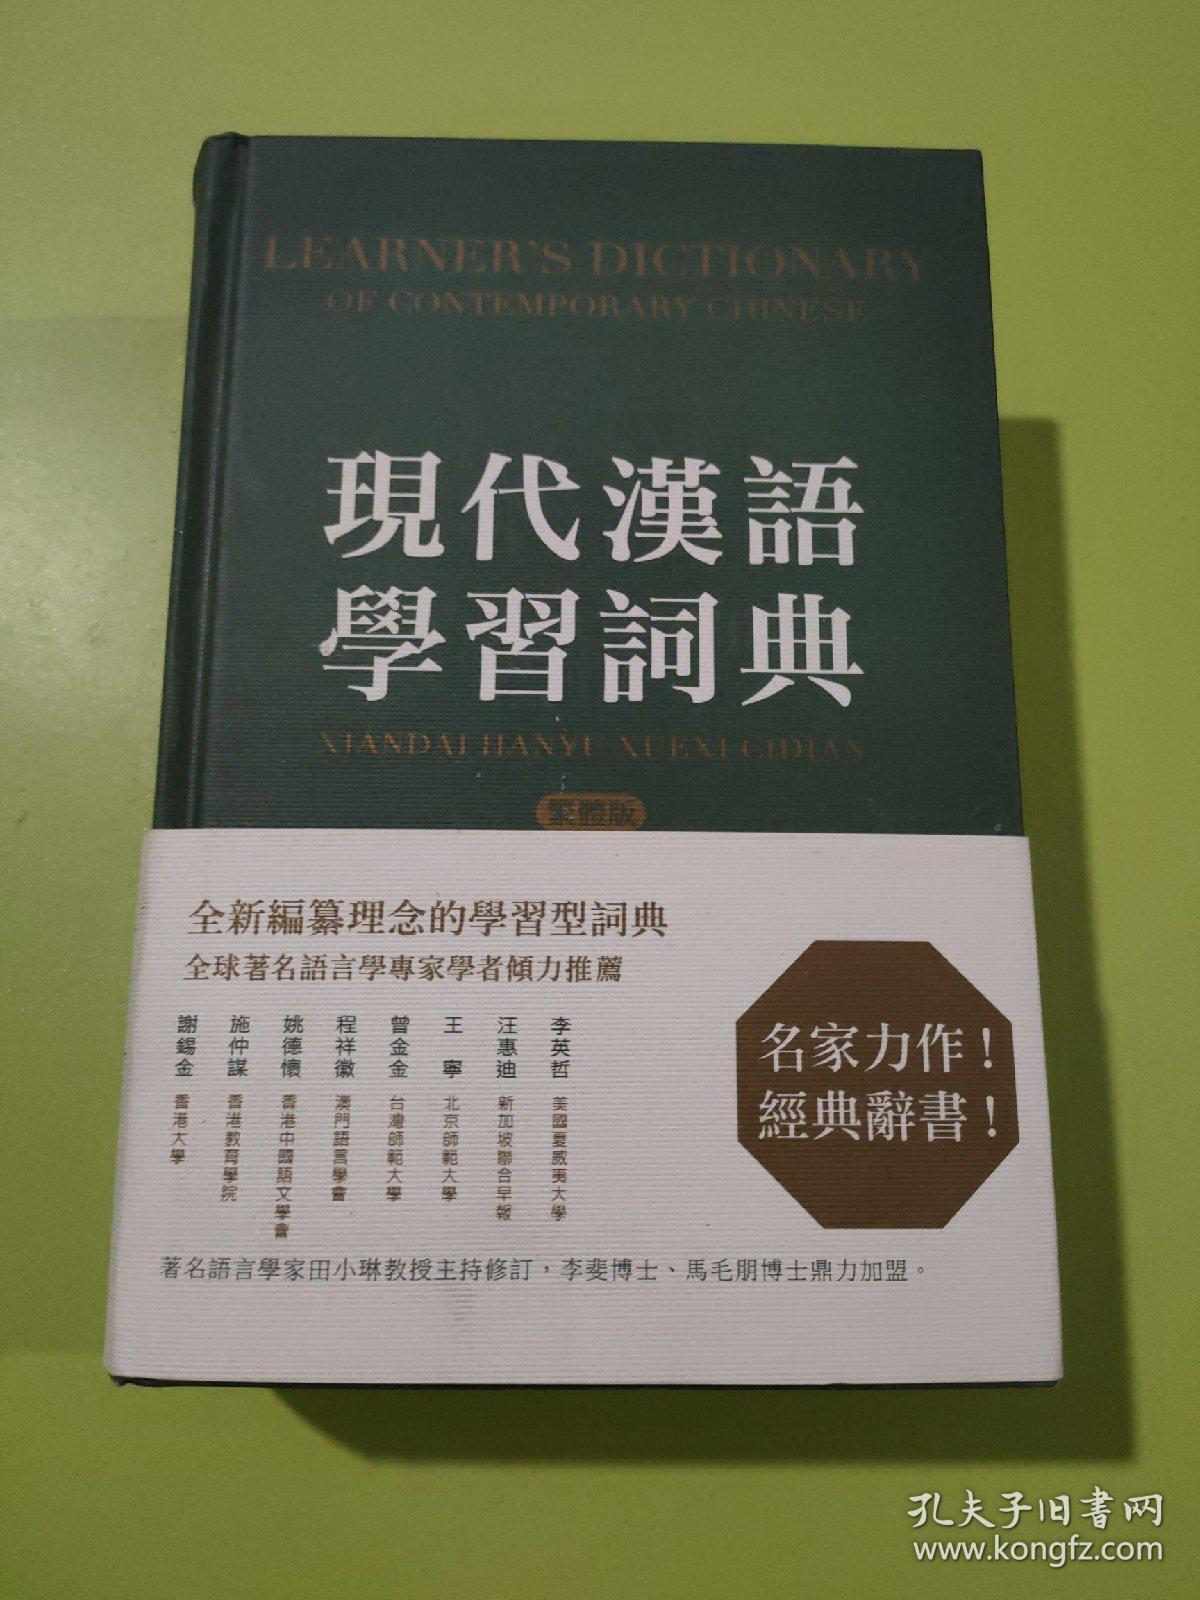 LEARNER'S DICTIONARY
OF CONTEMPORARY CHINESE
現代漢語
學習詞典
XIANDAI HANYU XUEXI CIDIAN
繁體版
全新編纂理念的學習型詞典
全球著名語言學專家學者傾力推薦
李英哲 美國夏威夷大學
汪惠迪 新加坡聯合早報
王寧 北京師範大學
曾金金 台灣師範大學
程祥徽 澳門語言學會
姚德懷 香港中國語文學會
施仲謀 香港教育學院
謝錫金 香港大學
名家力作！
經典辭書！
著名語言學家田小琳教授主持修訂，李斐博士、馬毛朋博士鼎力加盟。
孔夫子旧书网
www.kongfz.com